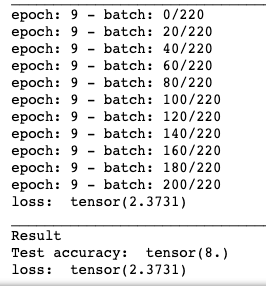 epoch: 9 - batch: 0/220
epoch: 9 - batch: 20/220
epoch: 9 - batch: 40/220
epoch: 9 - batch: 60/220
epoch: 9 - batch: 80/220
epoch: 9 - batch: 100/220
epoch: 9 - batch: 120/220
epoch: 9 - batch: 140/220
epoch: 9 - batch: 160/220
epoch: 9 - batch: 180/220
epoch: 9 - batch: 200/220
loss:  tensor(2.3731)
Result
Test accuracy:  tensor(8.)
loss:  tensor(2.3731)